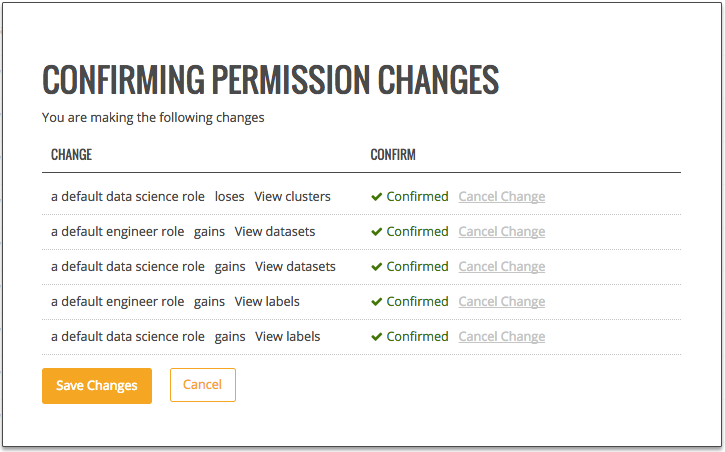 CONFIRMING PERMISSION CHANGES
You are making the following changes
CHANGE CONFIRM
a default data science role loses View clusters Confirmed Cancel Change
a default engineer role gains View datasets Confirmed Cancel Change
a default data science role gains View datasets Confirmed Cancel Change
a default engineer role gains View labels Confirmed Cancel Change
a default data science role gains View labels Confirmed Cancel Change
Save Changes Cancel